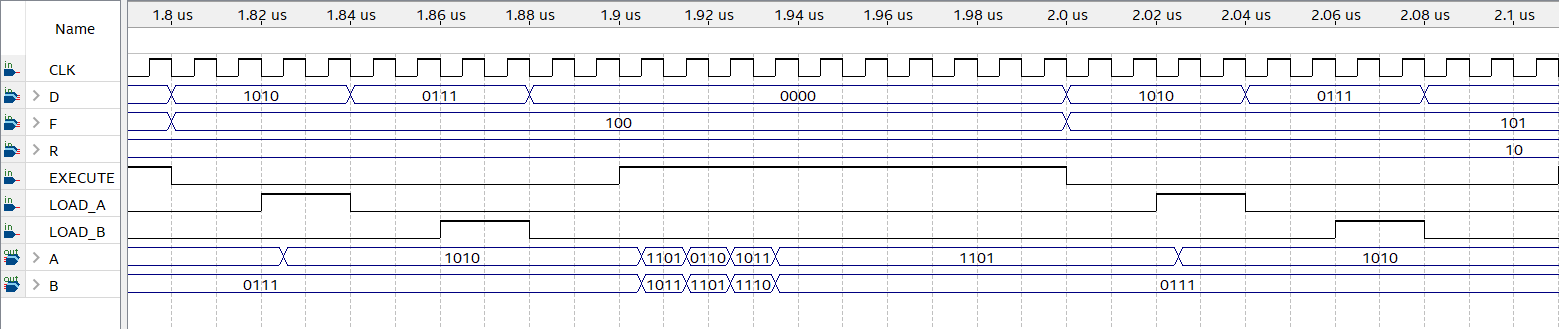 Name 1.8 us 1.82 us 1.84 us 1.86 us 1.88 us 1.9 us 1.92 us 1.94 us 1.96 us 1.98 us 2.0 us 2.02 us 2.04 us 2.06 us 2.08 us 2.1 us
in CLK
in D 1010 0111 0000 1010 0111
in F 100 101
in R 10
in EXECUTE
in LOAD_A
in LOAD_B
out A 1010 1101 0110 1011 1101 1010
out B 0111 1011 1101 1110 0111